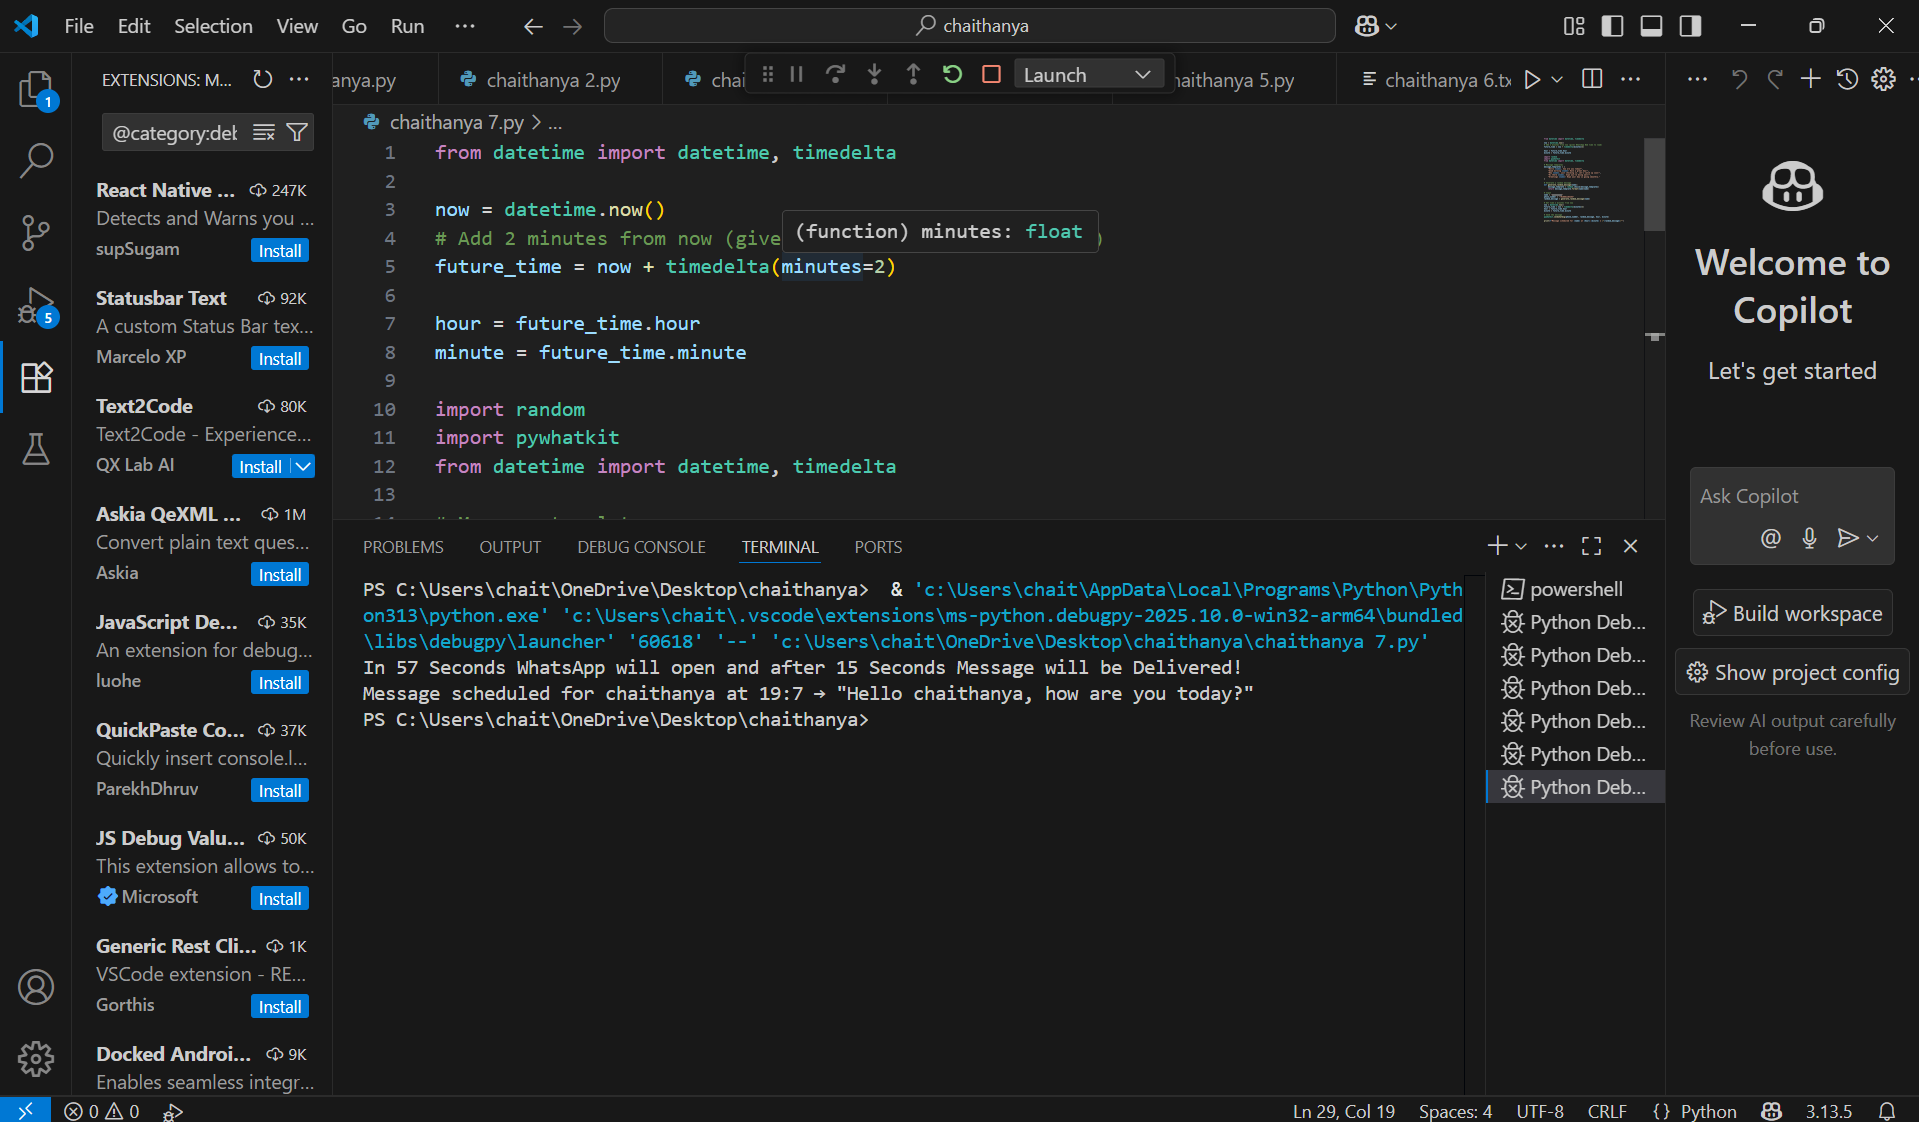 File Edit Selection View Go Run ··· chaithanya
EXTENSIONS: M...
@category:deb
React Native ... 247K
Detects and Warns you ...
supSugam Install
Statusbar Text 92K
A custom Status Bar tex...
Marcelo XP Install
Text2Code 80K
Text2Code - Experience...
QX Lab AI Install
Askia QeXML ... 1M
Convert plain text ques...
Askia Install
JavaScript De... 35K
An extension for debug...
luohe Install
QuickPaste Co... 37K
Quickly insert console.l...
ParekhDhruv Install
JS Debug Valu... 50K
This extension allows to...
Microsoft Install
Generic Rest Cli... 1K
VSCode extension - RE...
Gorthis Install
Docked Androi... 9K
Enables seamless integr...
1
5
anya.py chaithanya 2.py chai Launch haithanya 5.py chaithanya 6.tx
chaithanya 7.py > ...
1 from datetime import datetime, timedelta
2
3 now = datetime.now()
4 # Add 2 minutes from now (give )
(function) minutes: float
5 future_time = now + timedelta(minutes=2)
6
7 hour = future_time.hour
8 minute = future_time.minute
9
10 import random
11 import pywhatkit
12 from datetime import datetime, timedelta
13
PROBLEMS OUTPUT DEBUG CONSOLE TERMINAL PORTS
PS C:\Users\chait\OneDrive\Desktop\chaithanya>  & 'c:\Users\chait\AppData\Local\Programs\Python\Pyth
on313\python.exe' 'c:\Users\chait\.vscode\extensions\ms-python.debugpy-2025.10.0-win32-arm64\bundled
\libs\debugpy\launcher' '60618' '--' 'c:\Users\chait\OneDrive\Desktop\chaithanya\chaithanya 7.py'
In 57 Seconds WhatsApp will open and after 15 Seconds Message will be Delivered!
Message scheduled for chaithanya at 19:7 → "Hello chaithanya, how are you today?"
PS C:\Users\chait\OneDrive\Desktop\chaithanya>
powershell
Python Deb...
Python Deb...
Python Deb...
Python Deb...
Python Deb...
Python Deb...
Welcome to
Copilot
Let's get started
Ask Copilot
@
Build workspace
Show project config
Review AI output carefully
before use.
0 0 Ln 29, Col 19 Spaces: 4 UTF-8 CRLF {} Python 3.13.5